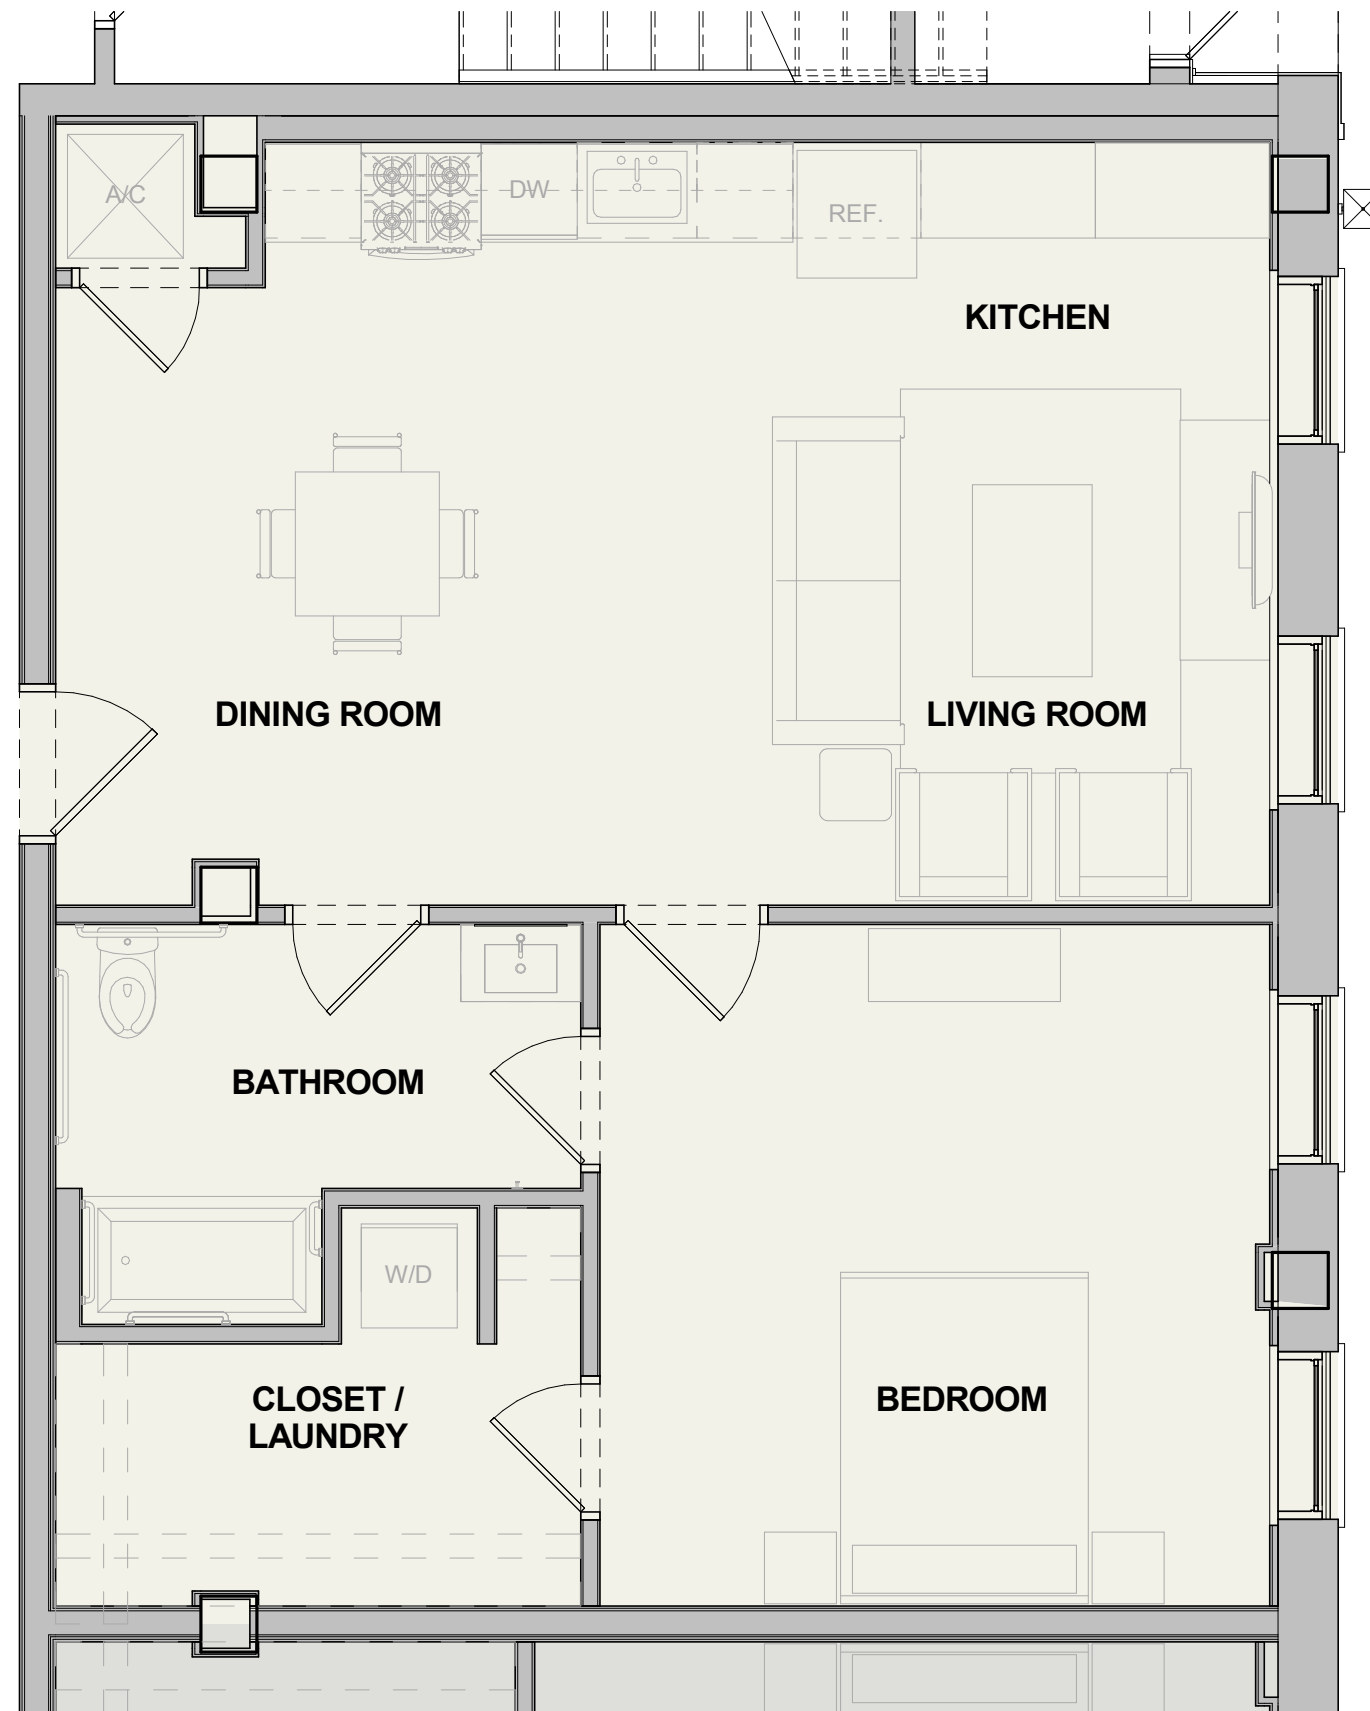 A/C
DW
REF.
KITCHEN
DINING ROOM
LIVING ROOM
BATHROOM
W/D
CLOSET /
LAUNDRY
BEDROOM